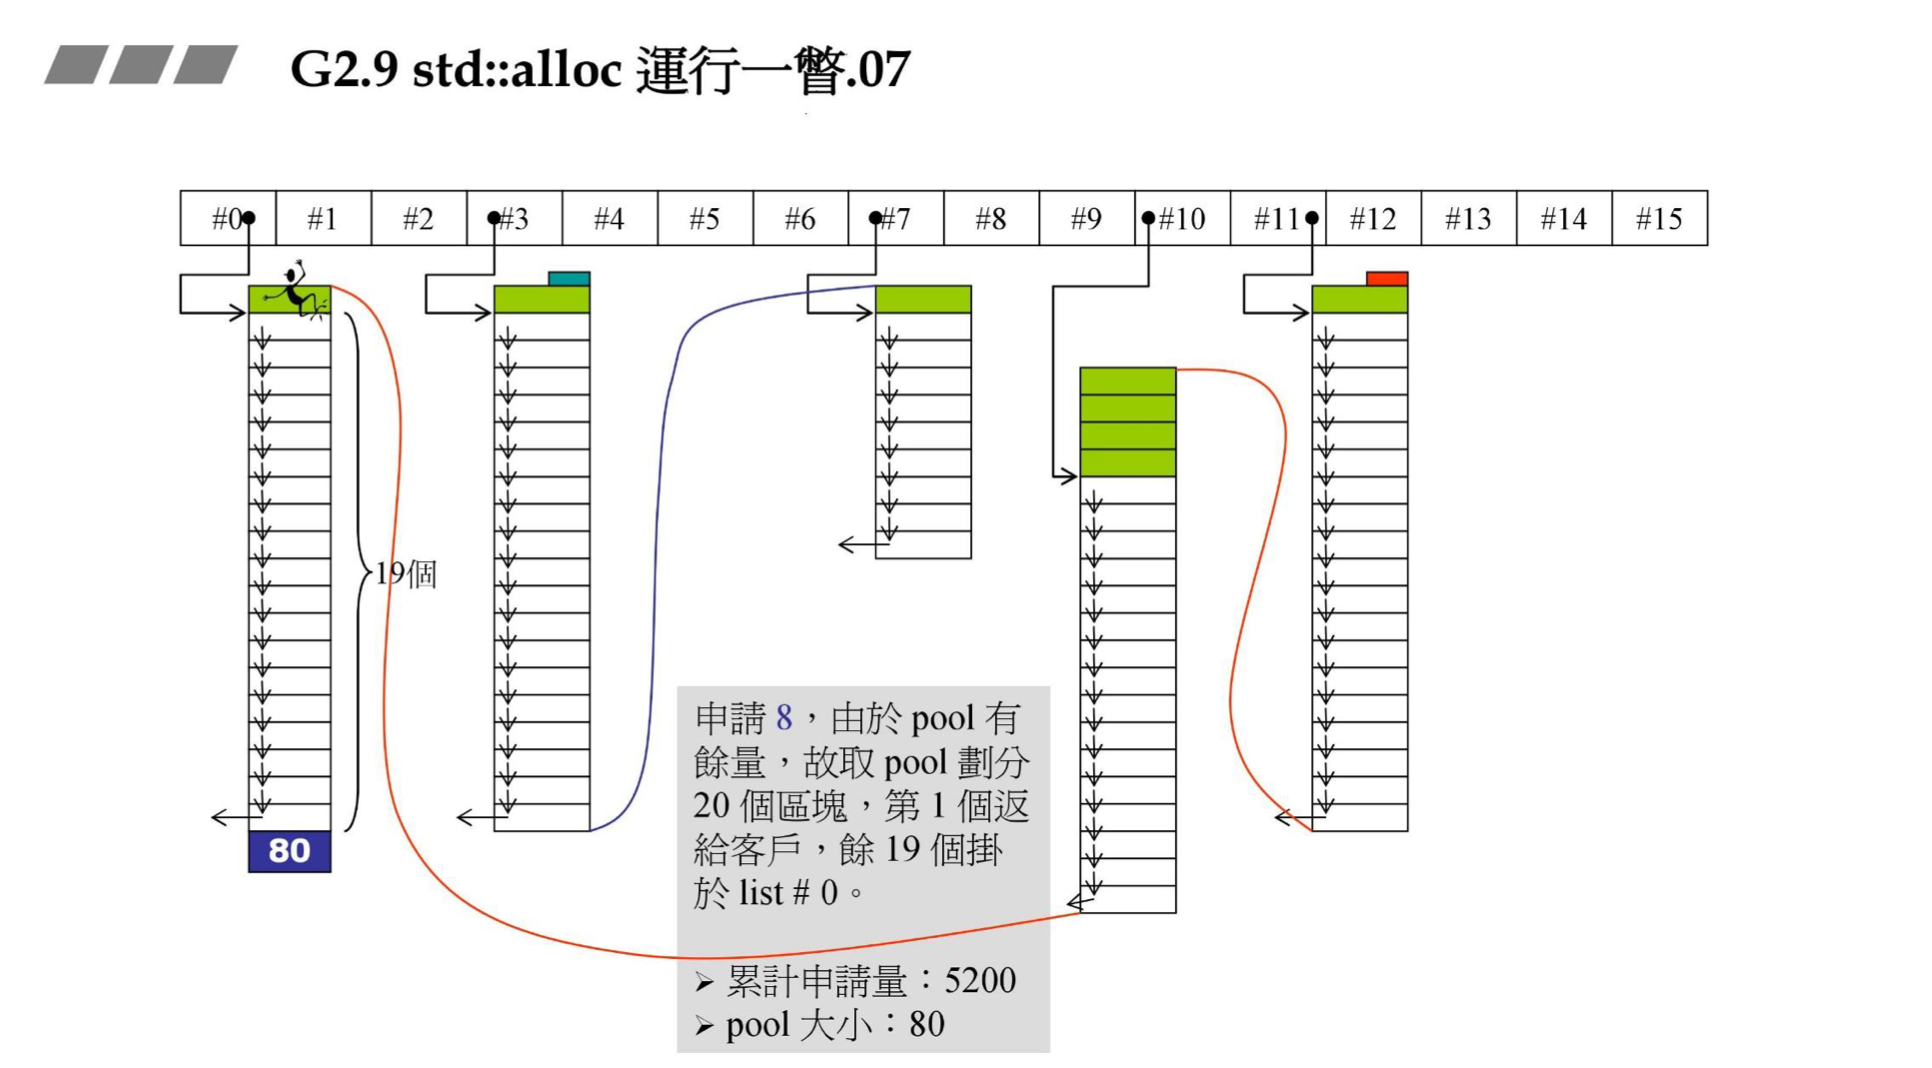 G2.9 std::alloc 運行一瞥.07
#0 #1 #2 #3 #4 #5 #6 #7 #8 #9 #10 #11 #12 #13 #14 #15
19個
80
申請 8，由於 pool 有
餘量，故取 pool 劃分
20 個區塊，第 1 個返
給客戶，餘 19 個掛
於 list # 0。
➢ 累計申請量：5200
➢ pool 大小：80